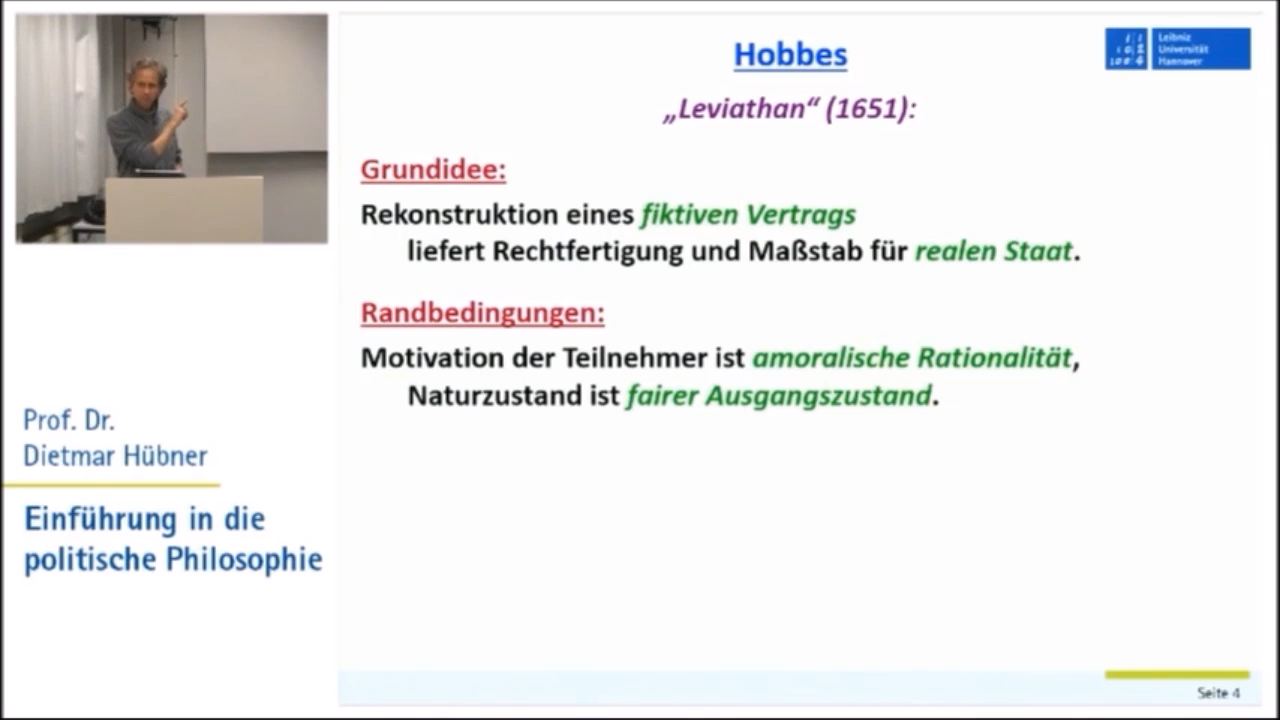 Hobbes
„Leviathan“ (1651):
Grundidee:
Rekonstruktion eines fiktiven Vertrags
liefert Rechtfertigung und Maßstab für realen Staat.
Randbedingungen:
Motivation der Teilnehmer ist amoralische Rationalität,
Naturzustand ist fairer Ausgangszustand.
Leibniz
Universität
Hannover
Prof. Dr.
Dietmar Hübner
Einführung in die
politische Philosophie
Seite 4